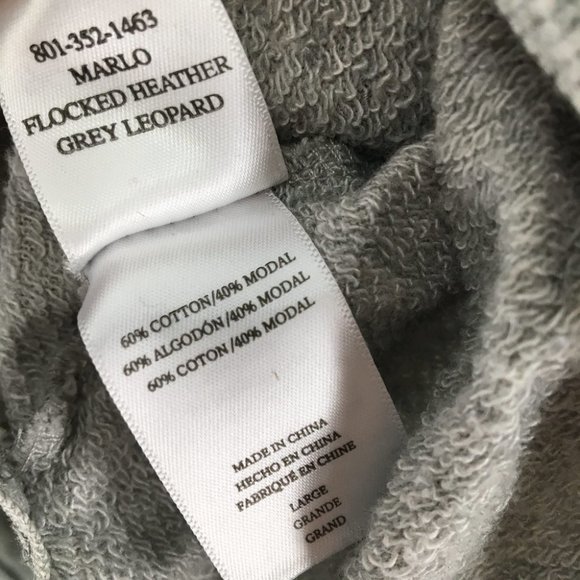 801-352-1463
MARLO
FLOCKED HEATHER
GREY LEOPARD
60% COTTON/40% MODAL
60% ALGODÓN/40% MODAL
60% COTON/40% MODAL
MADE IN CHINA
HECHO EN CHINA
FABRIQUÉ EN CHINE
LARGE
GRANDE
GRAND